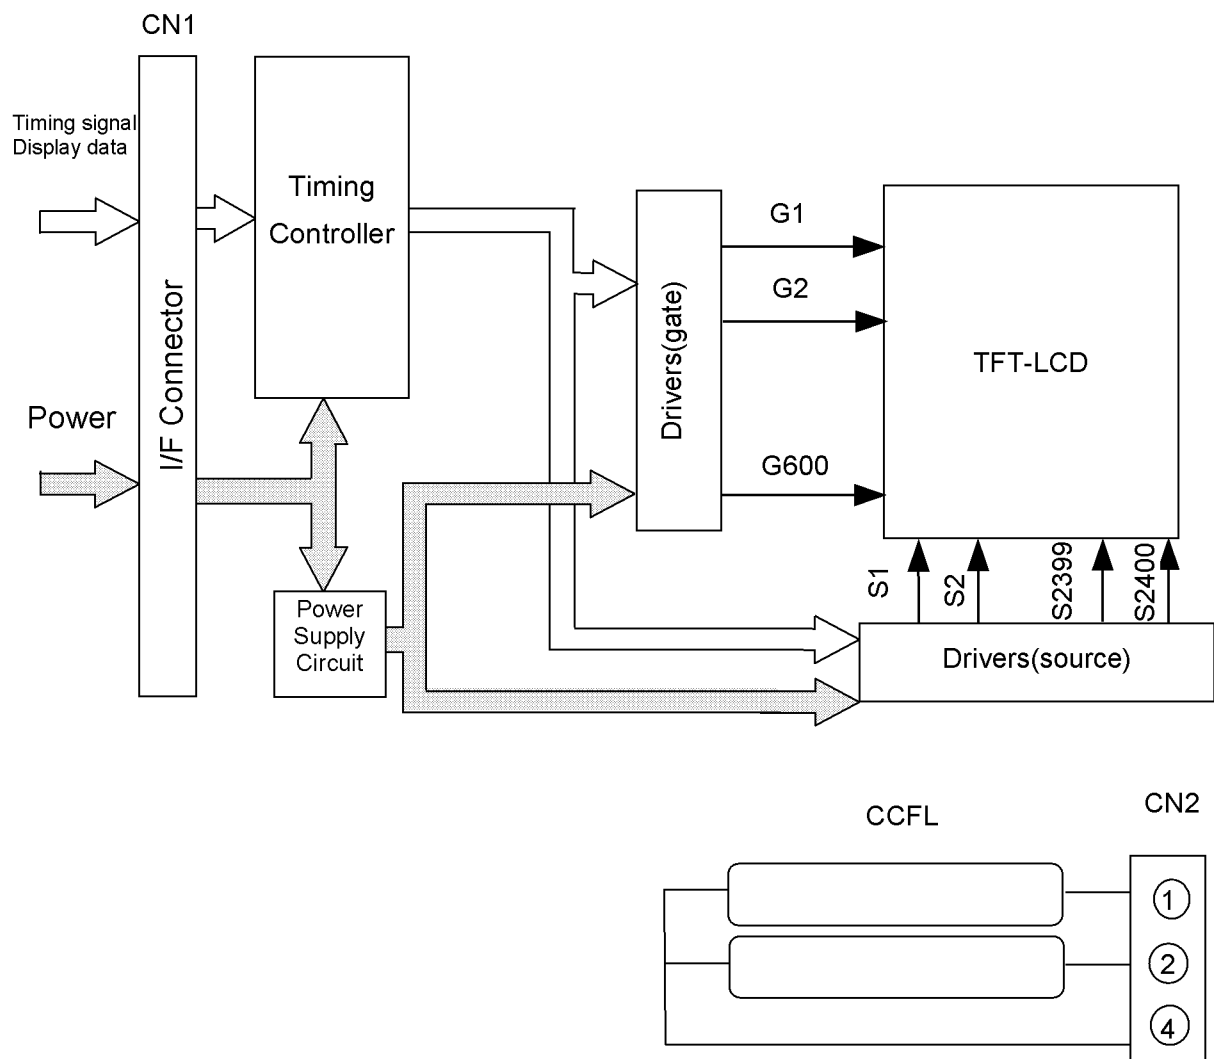 CN1
Timing signal
Display data
Power
I/F Connector
Timing
Controller
Power
Supply
Circuit
Drivers(gate)
G1
G2
G600
TFT-LCD
S1
S2
S2399
S2400
Drivers(source)
CCFL
CN2
1
2
4